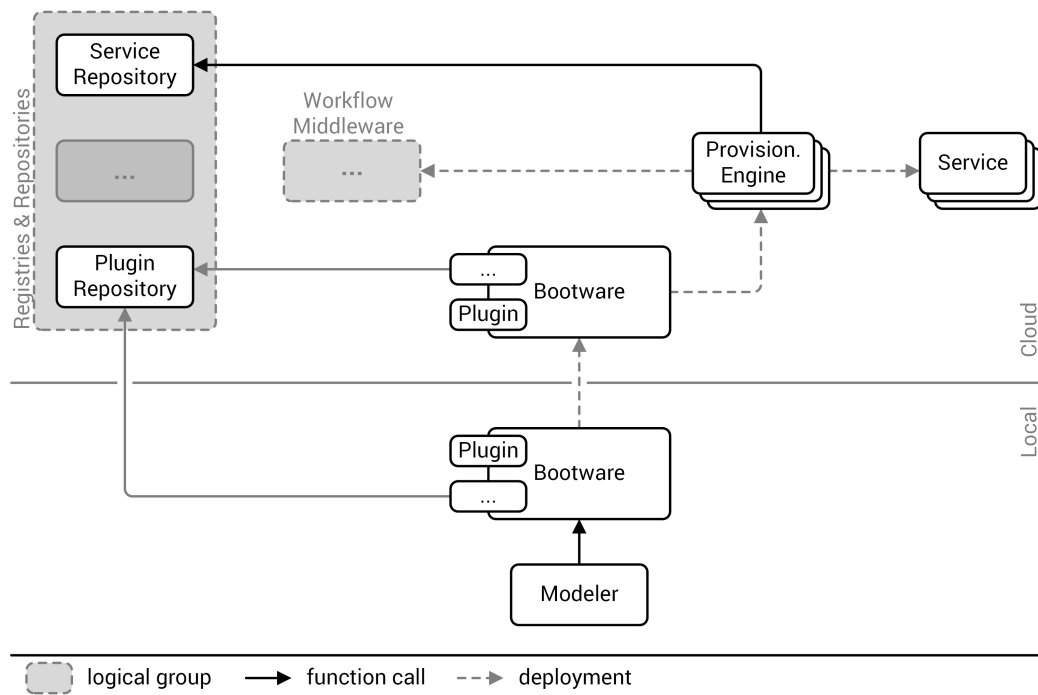 Service
Repository
...
Plugin
Repository
Registries & Repositories
Workflow
Middleware
...
Provision.
Engine
Service
...
Plugin
Bootware
Cloud
Local
Plugin
...
Bootware
Modeler
logical group
function call
deployment